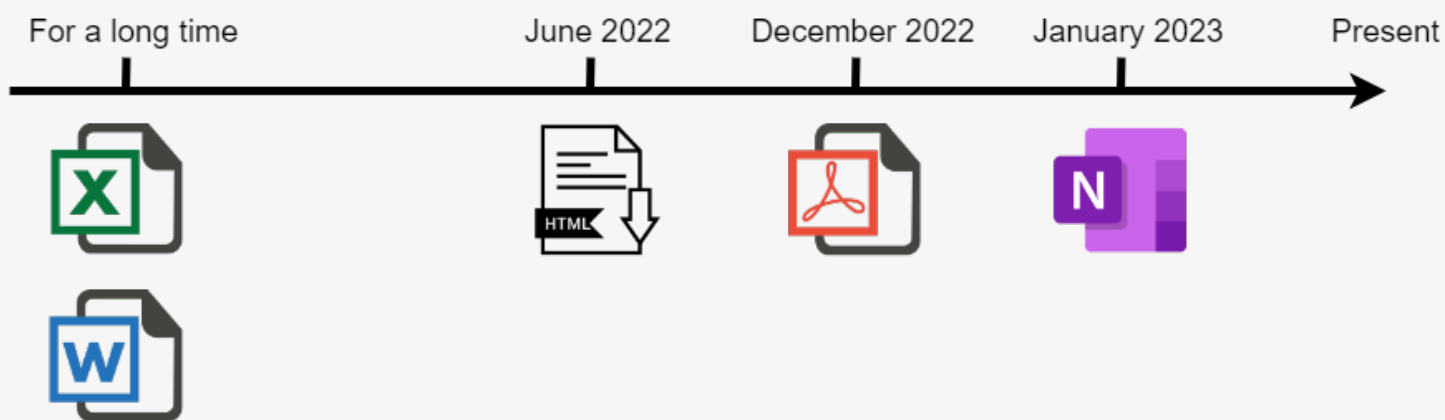 For a long time
June 2022
December 2022
January 2023
Present
X
HTML
N
W